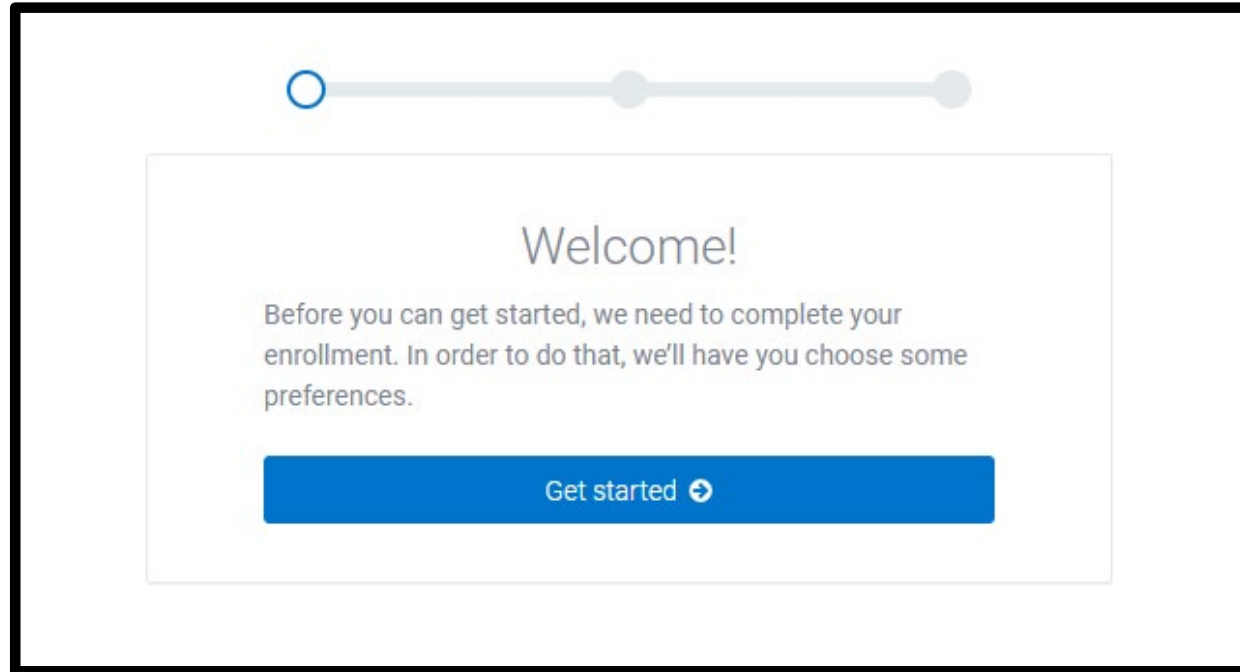 Welcome!
Before you can get started, we need to complete your
enrollment. In order to do that, we’ll have you choose some
preferences.
Get started